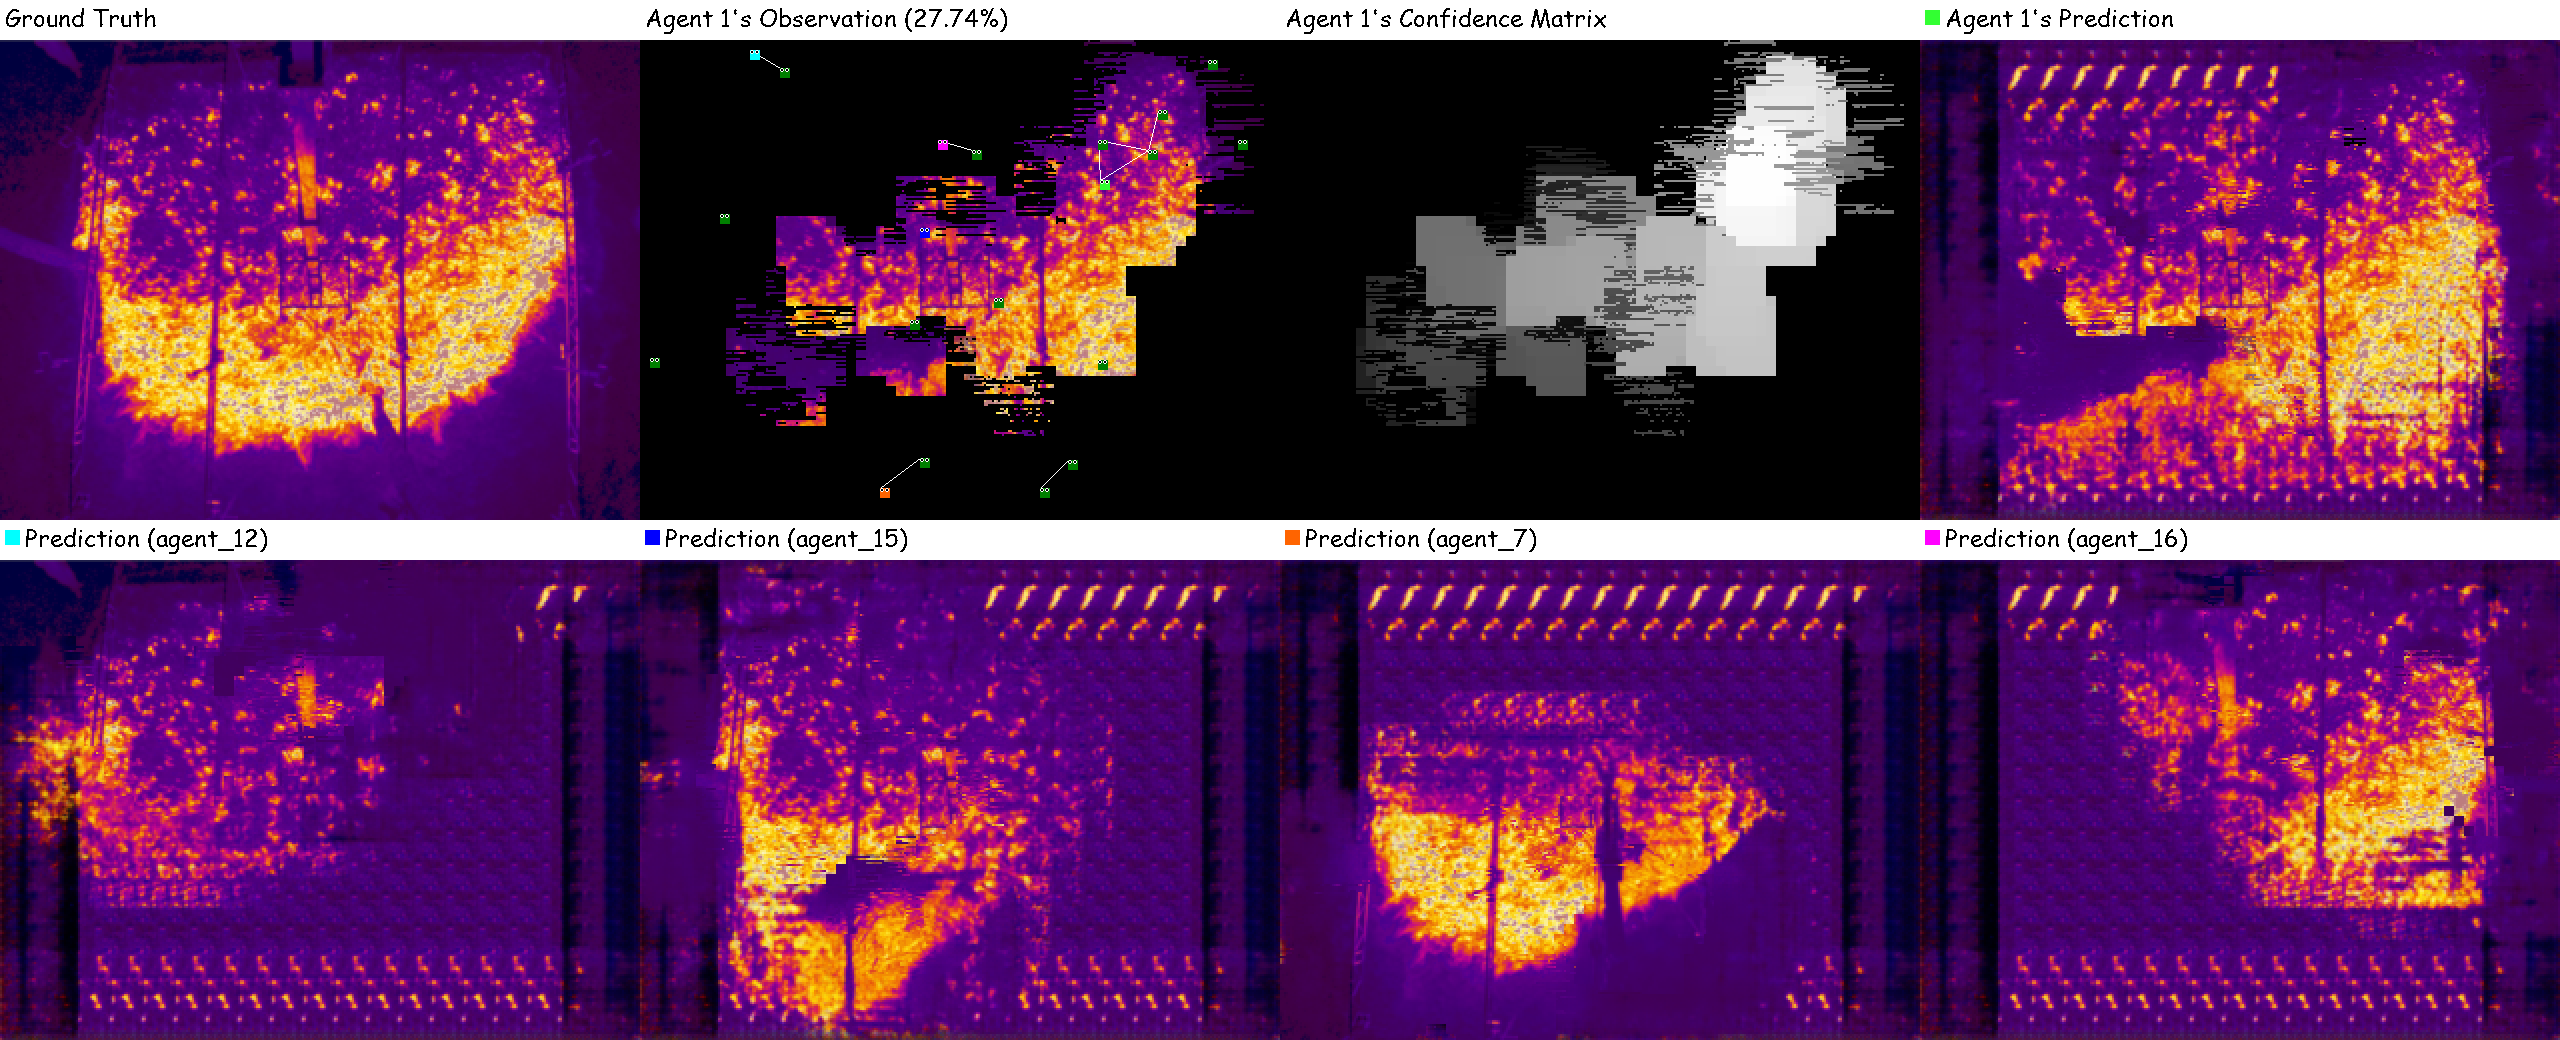 Ground Truth
Agent 1's Observation (27.74%)
Agent 1's Confidence Matrix
Agent 1's Prediction
Prediction (agent_12)
Prediction (agent_15)
Prediction (agent_7)
Prediction (agent_16)